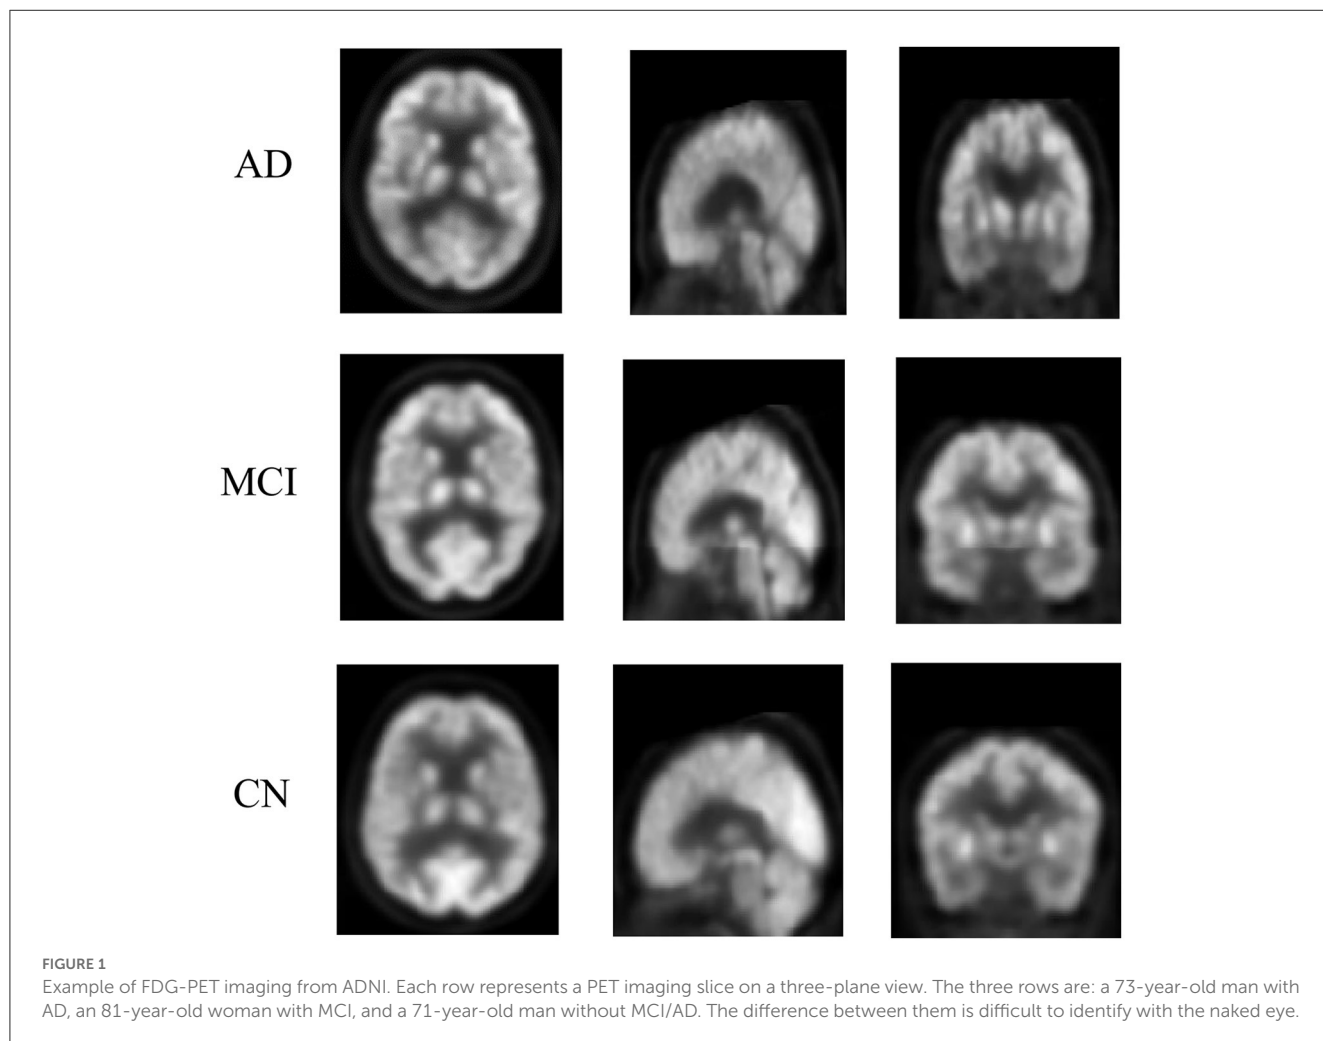 AD
MCI
CN
FIGURE 1
Example of FDG-PET imaging from ADNI. Each row represents a PET imaging slice on a three-plane view. The three rows are: a 73-year-old man with
AD, an 81-year-old woman with MCI, and a 71-year-old man without MCI/AD. The difference between them is difficult to identify with the naked eye.